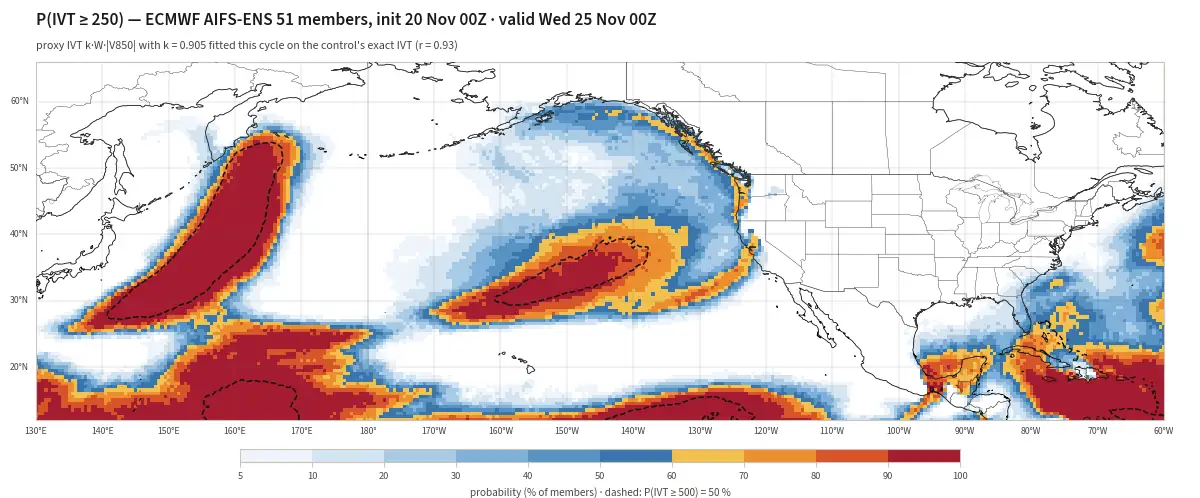 P(IVT ≥ 250) — ECMWF AIFS-ENS 51 members, init 20 Nov 00Z · valid Wed 25 Nov 00Z
proxy IVT k·W·|V850| with k = 0.905 fitted this cycle on the control's exact IVT (r = 0.93)
60°N
50°N
40°N
30°N
20°N
130°E 140°E 150°E 160°E 170°E 180° 170°W 160°W 150°W 140°W 130°W 120°W 110°W 100°W 90°W 80°W 70°W 60°W
5 10 20 30 40 50 60 70 80 90 100
probability (% of members) · dashed: P(IVT ≥ 500) = 50 %